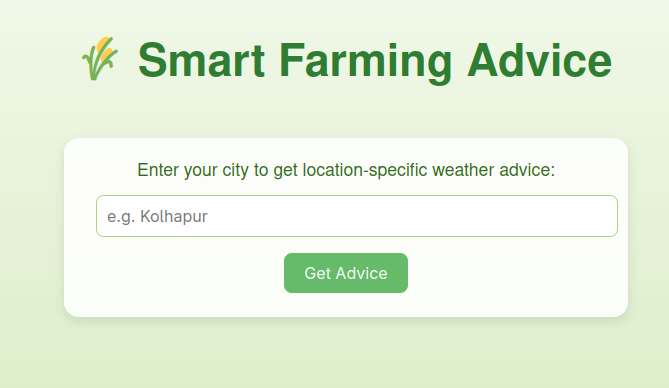 🌾 Smart Farming Advice
Enter your city to get location-specific weather advice:
e.g. Kolhapur
Get Advice